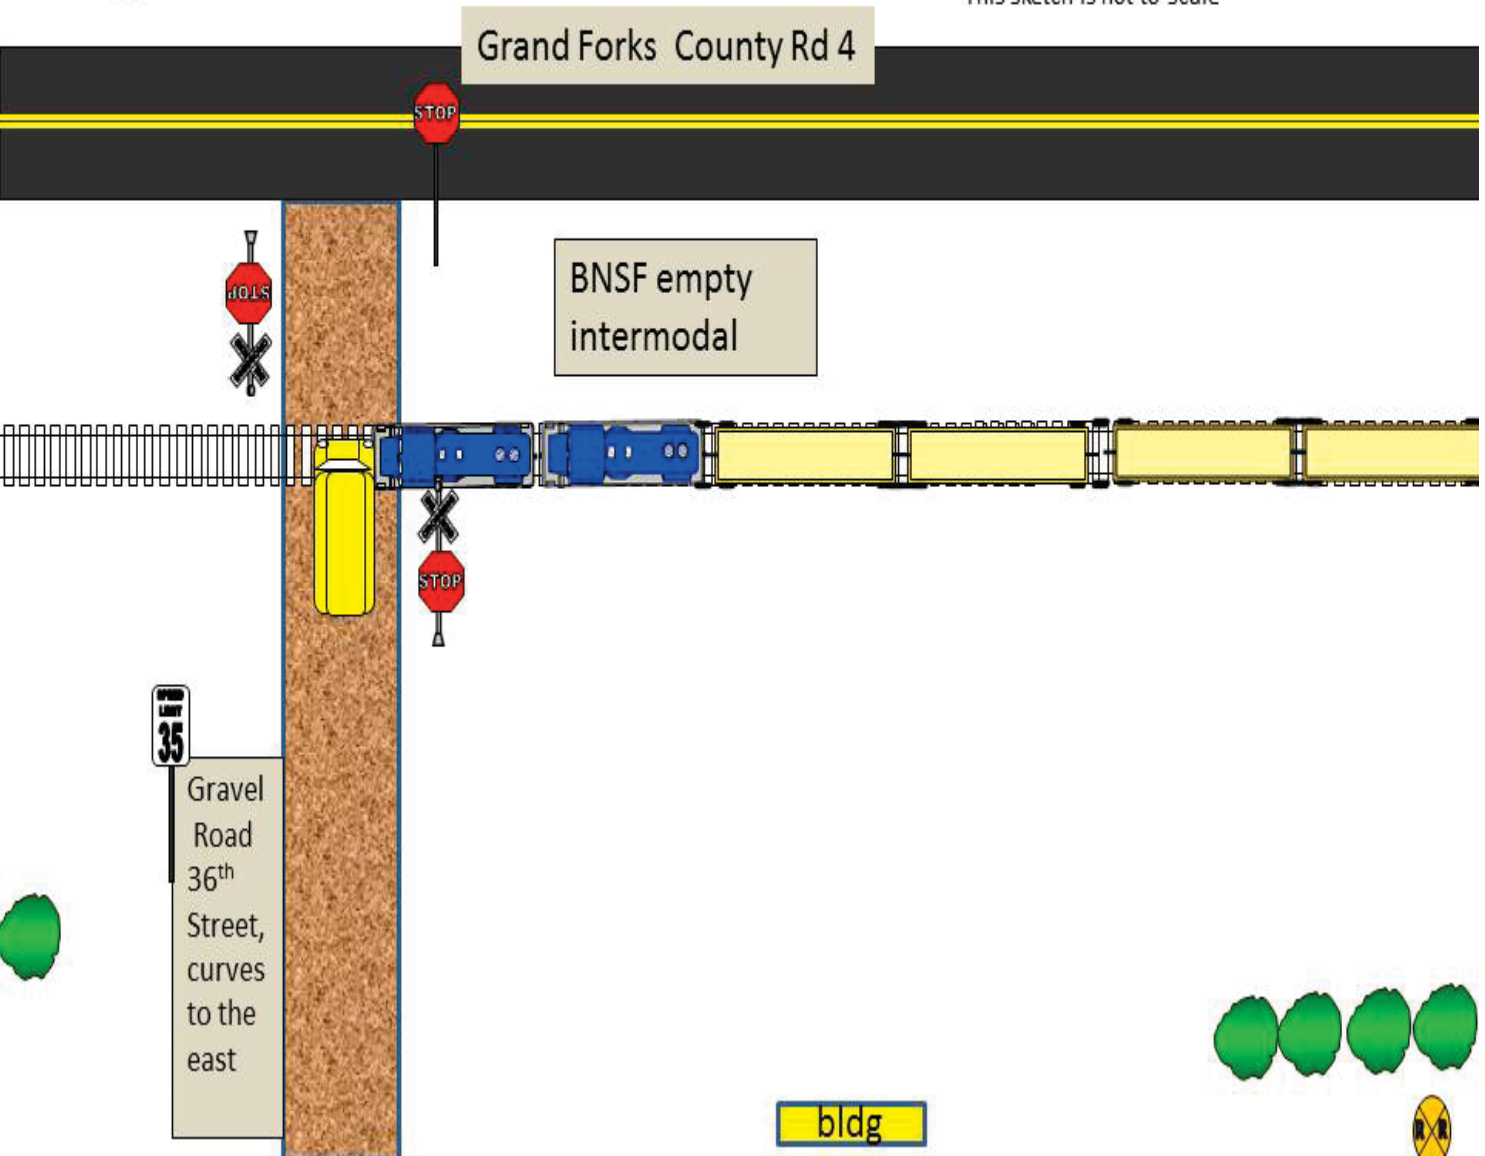 This sketch is not to scale
Grand Forks County Rd 4
STOP
STOP
BNSF empty
intermodal
STOP
SPEED
LIMIT
35
Gravel
Road
36th
Street,
curves
to the
east
bldg
R R